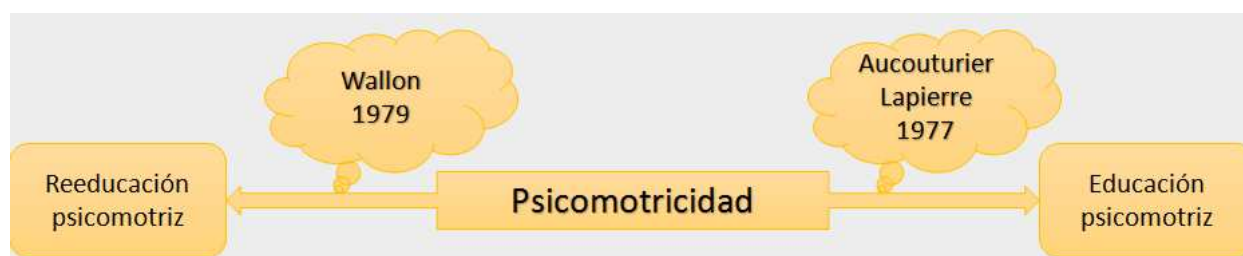 Wallon
1979
Aucouturier
Lapierre
1977
Reeducación
psicomotriz
Psicomotricidad
Educación
psicomotriz